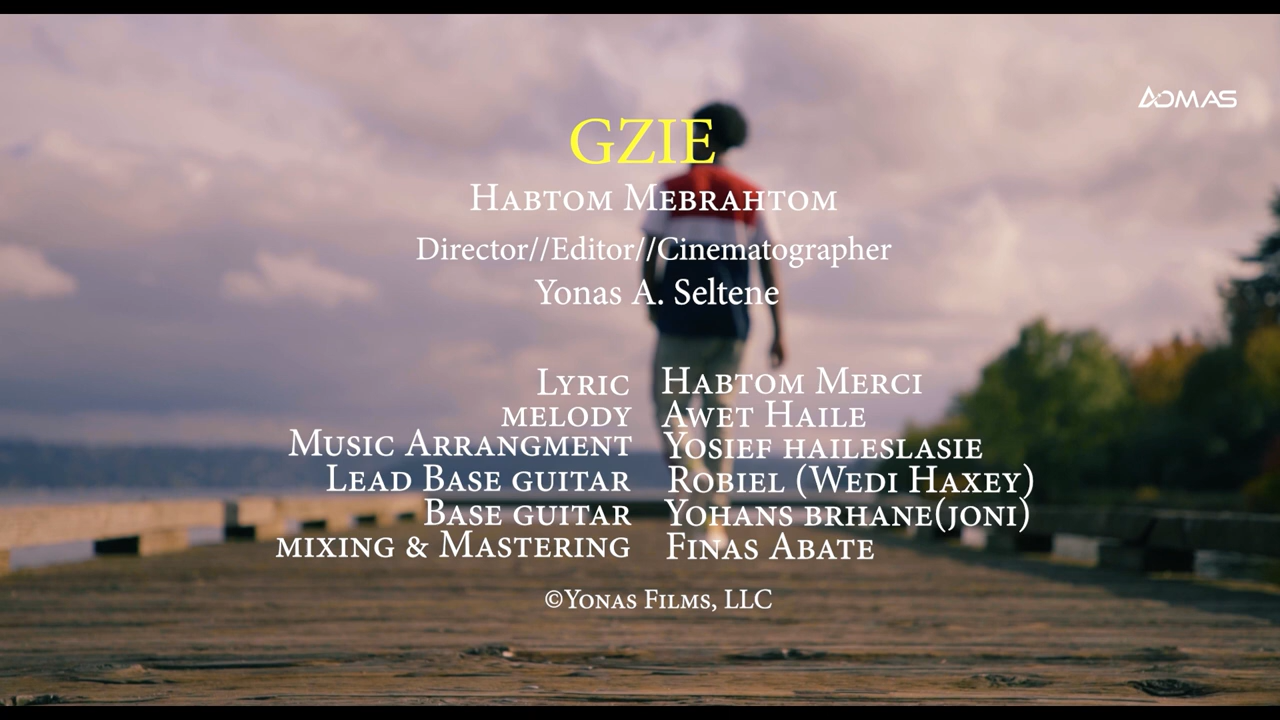 AOMAS
GZIE
Habtom Mebrahtom
Director//Editor//Cinematographer
Yonas A. Seltene
Lyric Habtom Merci
melody Awet Haile
Music Arrangment Yosief haileslasie
Lead Base guitar Robiel (Wedi Haxey)
Base guitar Yohans brhane(joni)
mixing & Mastering Finas Abate
©Yonas Films, LLC